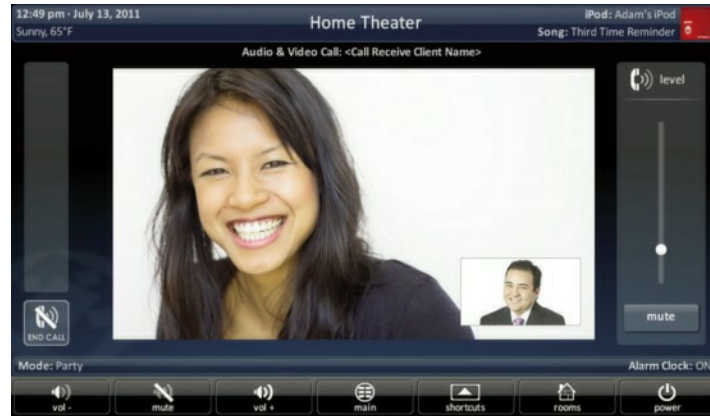 12:49 pm - July 13, 2011
Sunny, 65°F
Home Theater
iPod: Adam's iPod
Song: Third Time Reminder
Audio & Video Call: <Call Receive Client Name>
level
END CALL
mute
Mode: Party
Alarm Clock: ON
vol -
mute
vol +
main
shortcuts
rooms
power